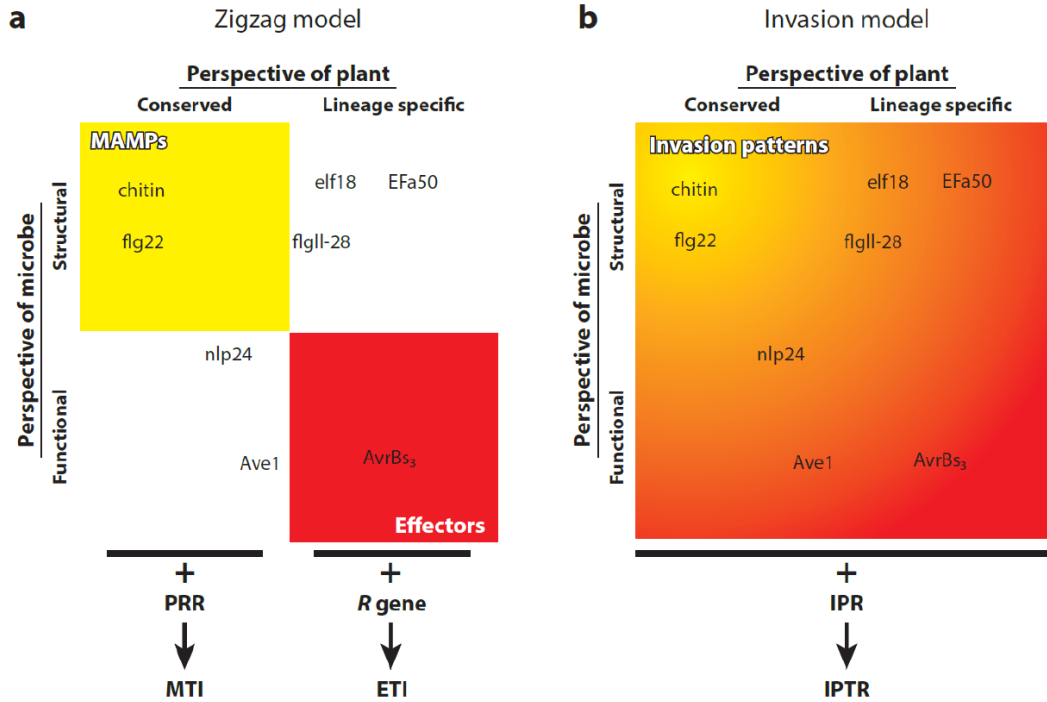 a
Zigzag model
Perspective of plant
Conserved
Lineage specific
Perspective of microbe
Structural
Functional
MAMPs
chitin
elf18
EFa50
flg22
flgII-28
nlp24
Ave1
AvrBs3
Effectors
+
PRR
MTI
+
R gene
ETI
b
Invasion model
Perspective of plant
Conserved
Lineage specific
Perspective of microbe
Structural
Functional
Invasion patterns
chitin
elf18
EFa50
flg22
flgII-28
nlp24
Ave1
AvrBs3
+
IPR
IPTR